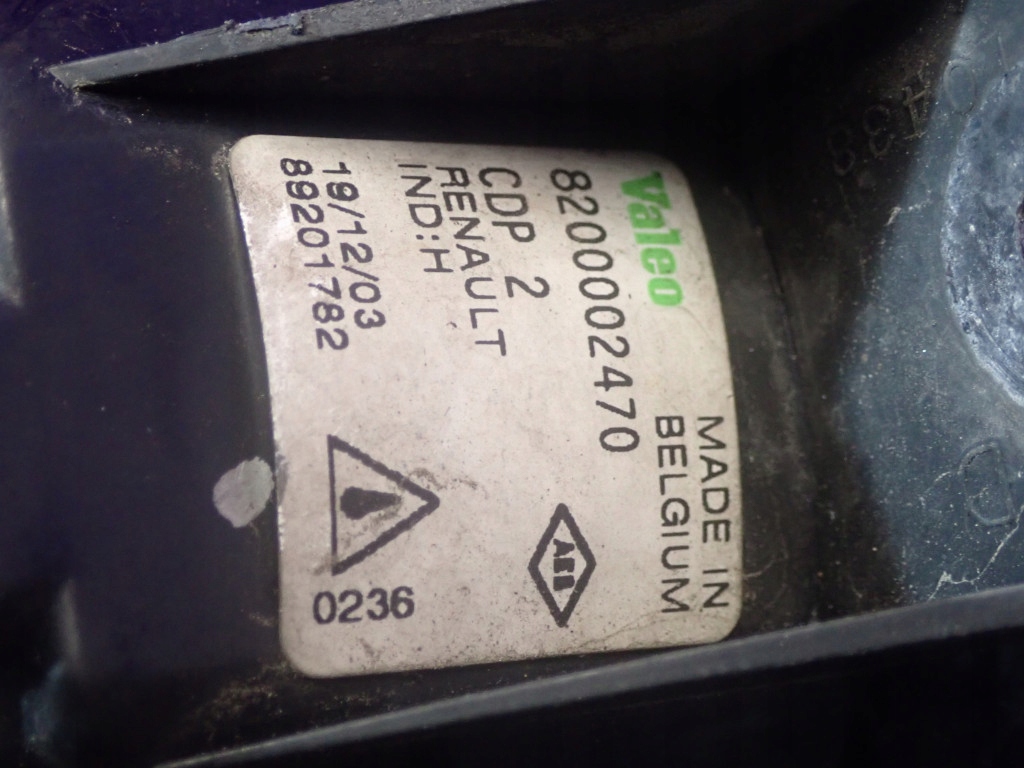 Valeo
MADE IN
BELGIUM
8200002470
CDP 2
RENAULT
IND:H
19/12/03
89201782
0236